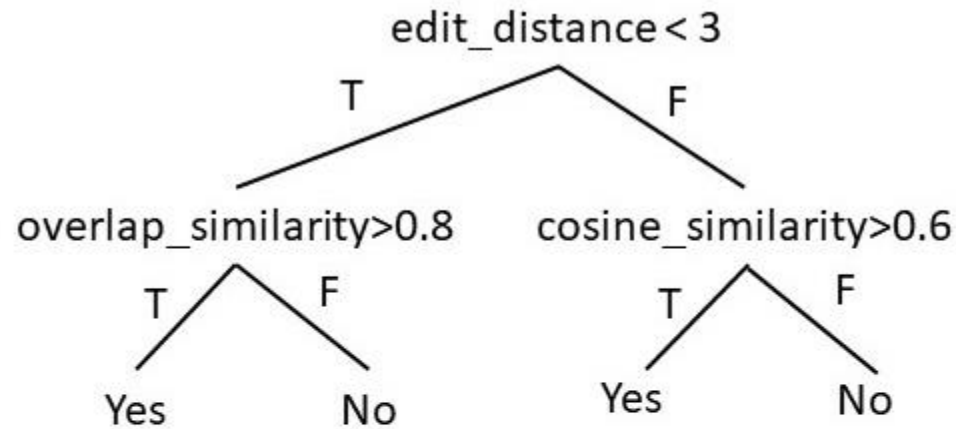 edit_distance < 3
T
F
overlap_similarity>0.8
cosine_similarity>0.6
T
F
T
F
Yes
No
Yes
No